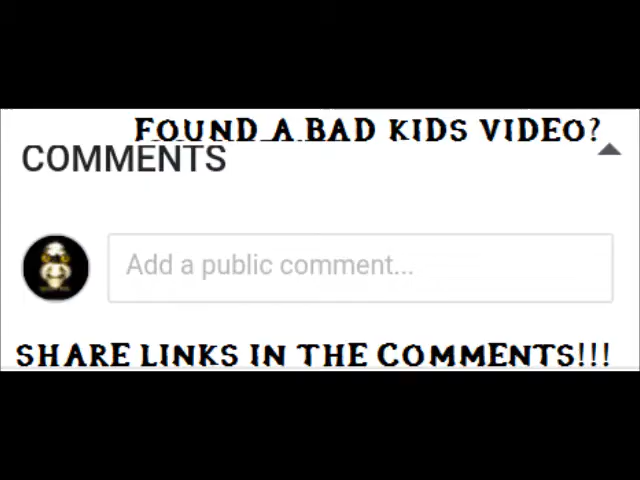 FOUND A BAD KIDS VIDEO?
COMMENTS
Add a public comment...
SHARE LINKS IN THE COMMENTS!!!